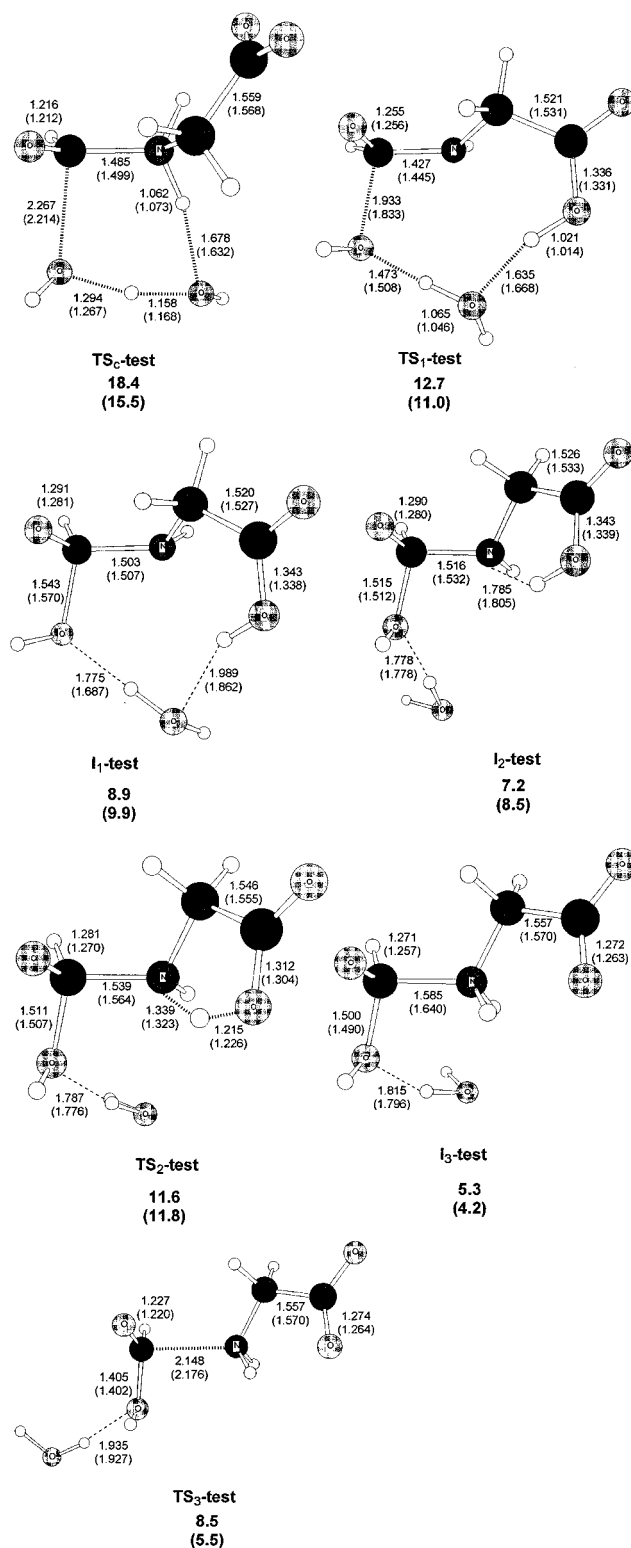 O
O
1.216
(1.212)
1.559
(1.568)
O
N
1.485
(1.499)
1.062
(1.073)
2.267
(2.214)
1.678
(1.632)
O
O
1.294
(1.267)
1.158
(1.168)
TSc-test
18.4
(15.5)
1.255
(1.256)
O
1.521
(1.531)
O
N
1.427
(1.445)
1.336
(1.331)
1.933
(1.833)
O
1.021
(1.014)
O
1.473
(1.508)
1.635
(1.668)
1.065
(1.046)
O
TS1-test
12.7
(11.0)
1.291
(1.281)
O
1.520
(1.527)
O
N
1.503
(1.507)
1.343
(1.338)
1.543
(1.570)
O
O
1.775
(1.687)
1.989
(1.862)
O
I1-test
8.9
(9.9)
1.526
(1.533)
O
1.290
(1.280)
O
1.343
(1.339)
N
1.516
(1.532)
O
1.785
(1.805)
1.515
(1.512)
O
1.778
(1.778)
O
I2-test
7.2
(8.5)
1.546
(1.555)
O
1.281
(1.270)
O
N
1.312
(1.304)
1.539
(1.564)
1.339
(1.323)
O
1.215
(1.226)
1.511
(1.507)
O
1.787
(1.776)
O
TS2-test
11.6
(11.8)
O
1.557
(1.570)
1.271
(1.257)
O
1.272
(1.263)
N
O
1.585
(1.640)
1.500
(1.490)
O
1.815
(1.796)
O
I3-test
5.3
(4.2)
O
1.227
(1.220)
O
1.557
(1.570)
1.274
(1.264)
N
O
2.148
(2.176)
1.405
(1.402)
O
O
1.935
(1.927)
TS3-test
8.5
(5.5)